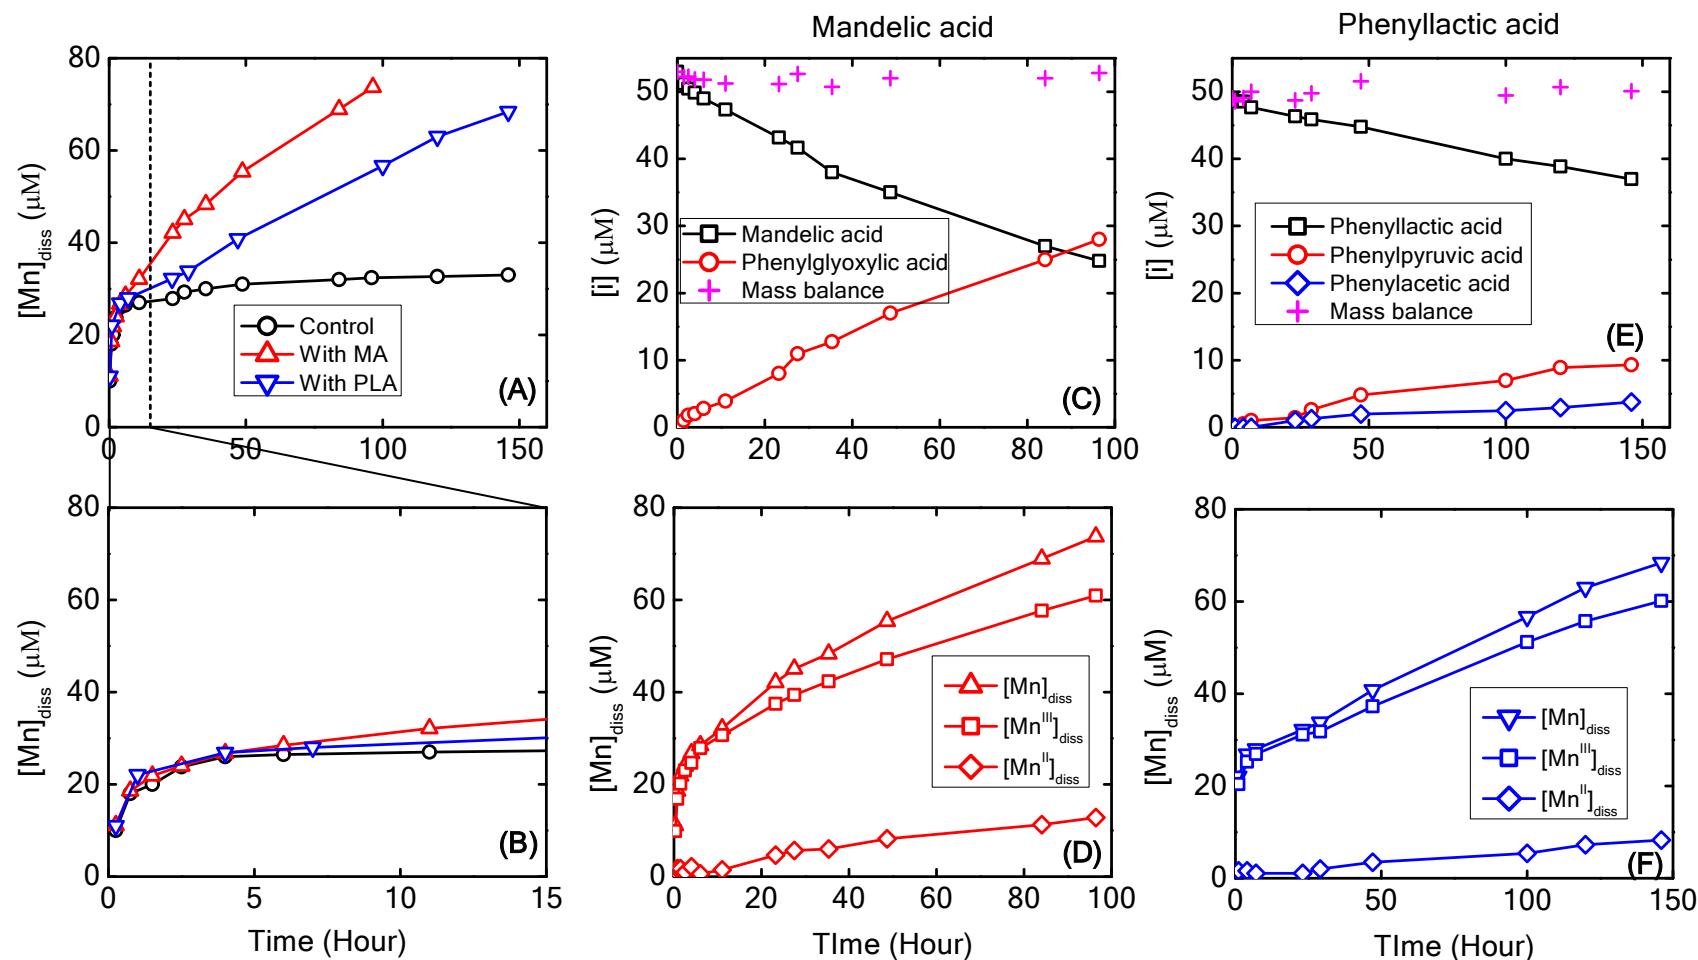 Mandelic acid
Phenyllactic acid
80
60
40
20
0
[Mn]diss (μM)
0 50 100 150
Control
With MA
With PLA
(A)
50
40
30
20
10
0
[i] (μM)
0 20 40 60 80 100
Mandelic acid
Phenylglyoxylic acid
Mass balance
(C)
50
40
30
20
10
0
[i] (μM)
0 50 100 150
Phenyllactic acid
Phenylpyruvic acid
Phenylacetic acid
Mass balance
(E)
80
60
40
20
0
[Mn]diss (μM)
0 5 10 15
Time (Hour)
(B)
80
60
40
20
0
[Mn]diss (μM)
0 20 40 60 80 100
TIme (Hour)
[Mn]diss
[MnIII]diss
[MnII]diss
(D)
80
60
40
20
0
[Mn]diss (μM)
0 50 100 150
TIme (Hour)
[Mn]diss
[MnIII]diss
[MnII]diss
(F)